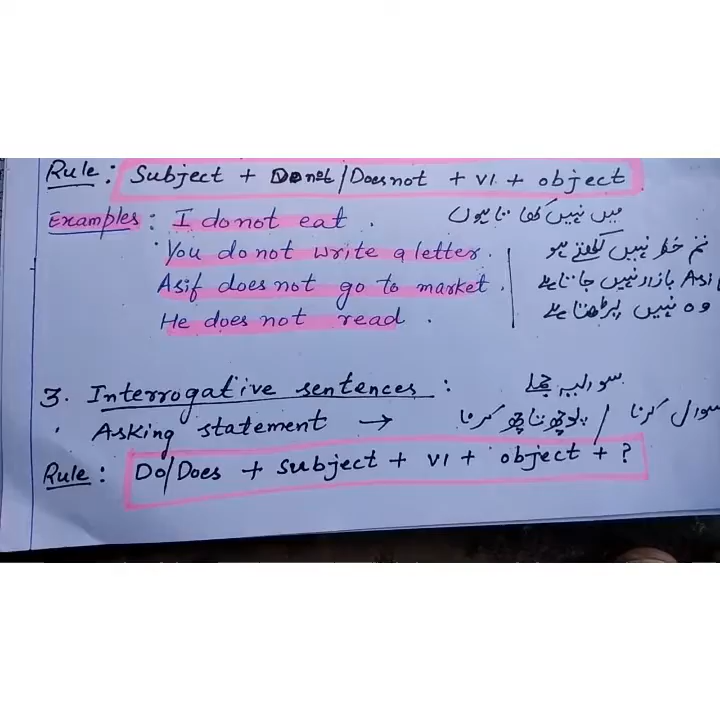 Rule: Subject + Do not/Does not + V1 + object
Examples: I do not eat. میں نہیں کھا تا ہوں
You do not write a letter. تم خط نہیں لکھتے ہو
Asif does not go to market. Asif بازار نہیں جاتا ہے
He does not read. وہ نہیں پڑھتا ہے
3. Interrogative sentences: سوالیہ جملے
Asking statement → پوچھ تاچھ کرنا / سوال کرنا
Rule: Do/Does + subject + V1 + object + ?